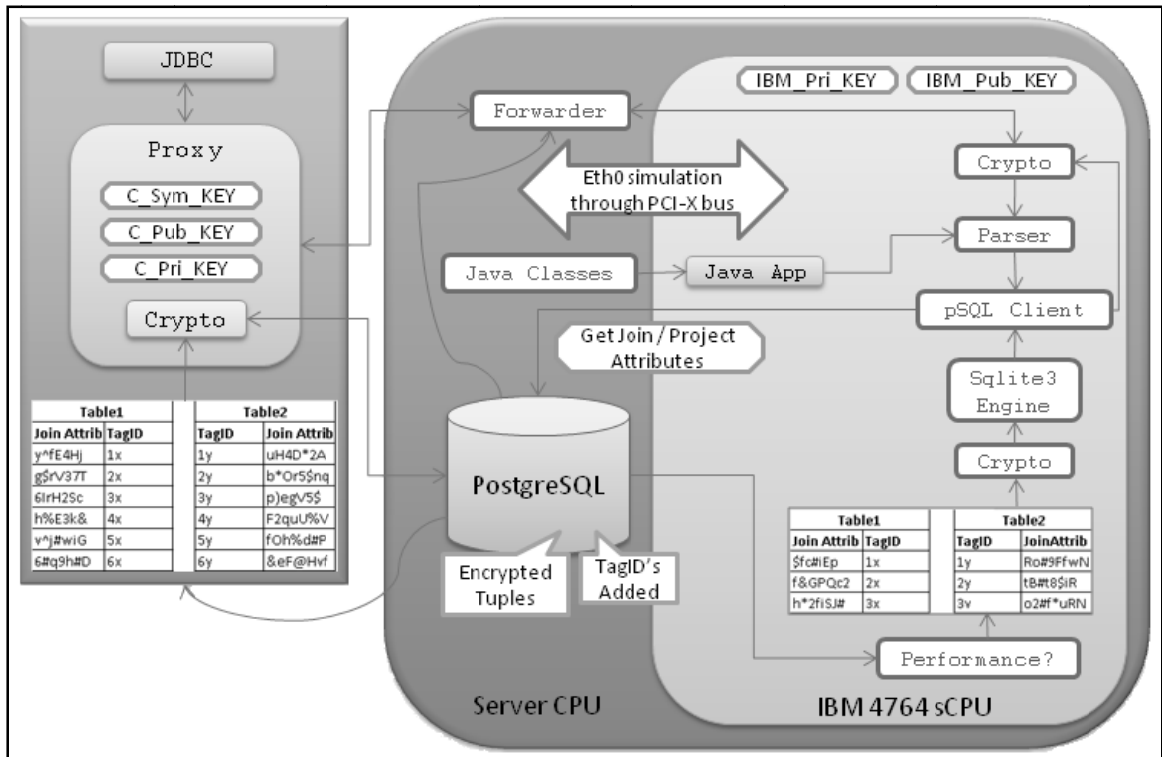 JDBC
Proxy
C_Sym_KEY
C_Pub_KEY
C_Pri_KEY
Crypto
Table1
Table2
Join Attrib TagID
TagID Join Attrib
y^fE4Hj 1x 1y uH4D*2A
g$rV37T 2x 2y b*Or5$nq
6IrH2Sc 3x 3y p)egV5$
h%E3k& 4x 4y F2quU%V
v^j#wiG 5x 5y fOh%d#P
6#q9h#D 6x 6y &eF@Hvf
Forwarder
Eth0 simulation
through PCI-X bus
Java Classes
Java App
Get Join / Project
Attributes
PostgreSQL
Encrypted
Tuples
TagID's
Added
Server CPU
IBM_Pri_KEY
IBM_Pub_KEY
Crypto
Parser
pSQL Client
Sqlite3
Engine
Crypto
Table1
Table2
Join Attrib TagID
TagID JoinAttrib
$fc#iEp 1x 1y Ro#9FfwN
f&GPQc2 2x 2y tB#t8$iR
h*2fiSJ# 3x 3y o2#f*uRN
Performance?
IBM 4764 sCPU